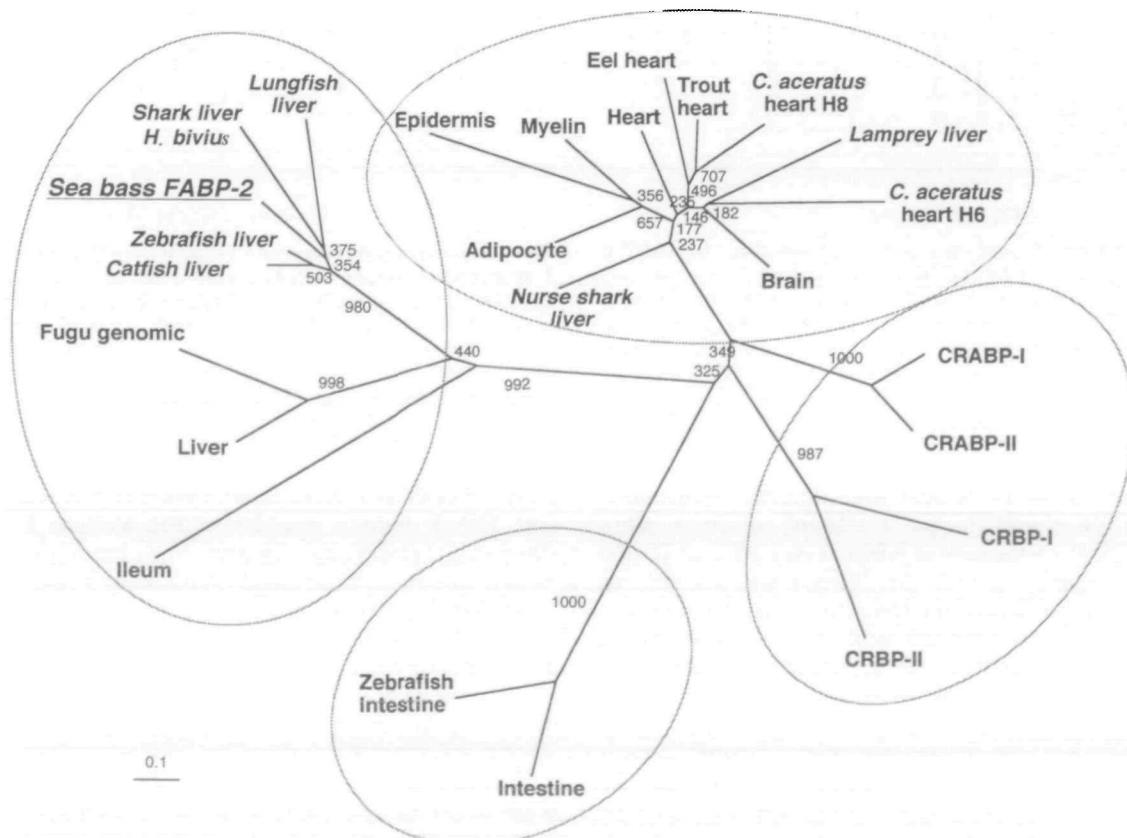 Lungfish
liver
Shark liver
H. bivius
Sea bass FABP-2
Zebrafish liver
Catfish liver
375
354
503
980
Fugu genomic
440
998
992
Liver
Ileum
Eel heart
Trout
heart
C. aceratus
heart H8
Epidermis
Myelin
Heart
Lamprey liver
707
496
356
235
C. aceratus
heart H6
146
182
657
177
237
Adipocyte
Brain
Nurse shark
liver
349
325
1000
CRABP-I
CRABP-II
987
CRBP-I
CRBP-II
1000
Zebrafish
intestine
Intestine
0.1